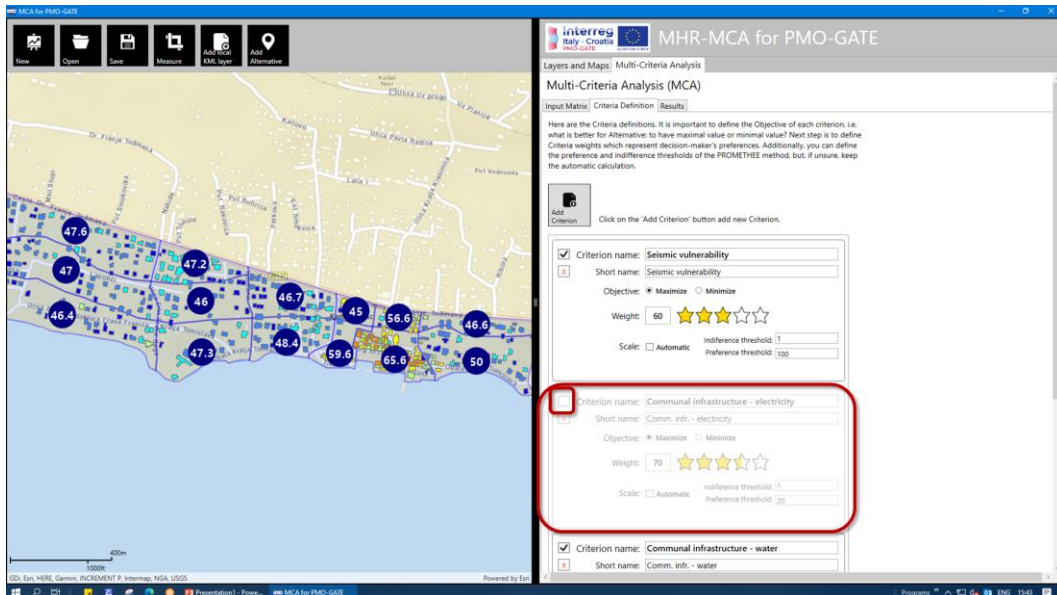 MCA for PMO-GATE
New
Open
Save
Measure
Add local
KML layer
Add
Alternative
Dr. Franje Tuđmana
Karlovo
Ulica Pavla Radića
Put Vodovoda
Put Buhrica
47.6
47
46.4
47.2
46
47.3
46.7
48.4
45
59.6
56.6
65.6
46.6
50
400m
1000ft
GDi, Esri, HERE, Garmin, INCREMENT P, Intermap, NGA, USGS
Powered by Esri
Interreg
Italy - Croatia
PMO-GATE
MHR-MCA for PMO-GATE
Layers and Maps
Multi-Criteria Analysis
Multi-Criteria Analysis (MCA)
Input Matrix
Criteria Definition
Results
Here are the Criteria definitions. It is important to define the Objective of each criterion, i.e.
what is better for Alternative: to have maximal value or minimal value? Next step is to define
Criteria weights which represent decision-maker's preferences. Additionally, you can define
the preference and indifference thresholds of the PROMETHEE method, but, if unsure, keep
the automatic calculation.
Add
Criterion
Click on the 'Add Criterion' button add new Criterion.
Criterion name: Seismic vulnerability
x
Short name: Seismic vulnerability
Objective: Maximize Minimize
Weight: 60
Scale: Automatic
Indiference threshold: 1
Preference threshold: 100
Criterion name: Communal infrastructure - electricity
x
Short name: Comm. infr. - electricity
Objective: Maximize Minimize
Weight: 70
Scale: Automatic
Indiference threshold: 1
Preference threshold: 20
Criterion name: Communal infrastructure - water
x
Short name: Comm. infr. - water
Presentation1 - Powe...
MCA for PMO-GATE
Programs
ENG
15:43